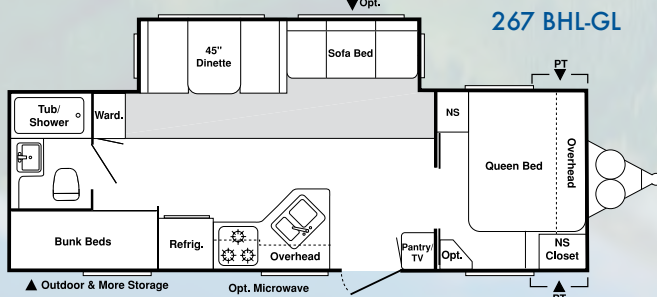 Opt.
267 BHL-GL
45"
Dinette
Sofa Bed
PT
Tub/
Shower
Ward.
NS
Queen Bed
Overhead
Bunk Beds
Refrig.
Overhead
Pantry/
TV
Opt.
NS
Closet
Outdoor & More Storage
Opt. Microwave
PT